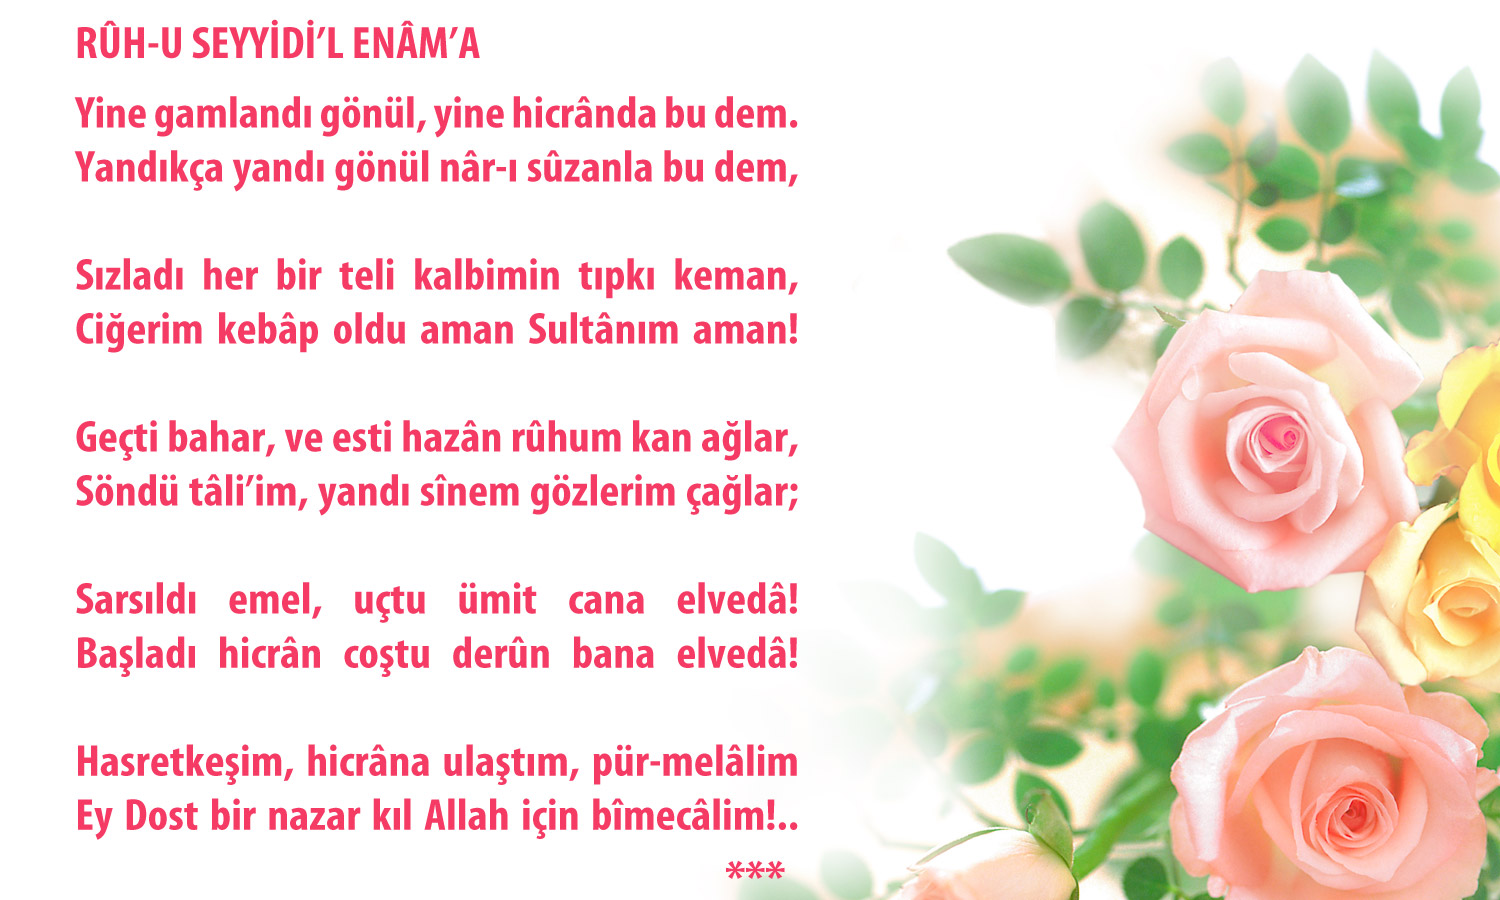 RÛH-U SEYYİDİ’L ENÂM’A
Yine gamlandı gönül, yine hicrânda bu dem.
Yandıkça yandı gönül nâr-ı sûzanla bu dem,
Sızladı her bir teli kalbimin tıpkı keman,
Ciğerim kebâp oldu aman Sultânım aman!
Geçti bahar, ve esti hazân rûhum kan ağlar,
Söndü tâli’im, yandı sînem gözlerim çağlar;
Sarsıldı emel, uçtu ümit cana elvedâ!
Başladı hicrân coştu derûn bana elvedâ!
Hasretkeşim, hicrâna ulaştım, pür-melâlim
Ey Dost bir nazar kıl Allah için bîmecâlim!..
***